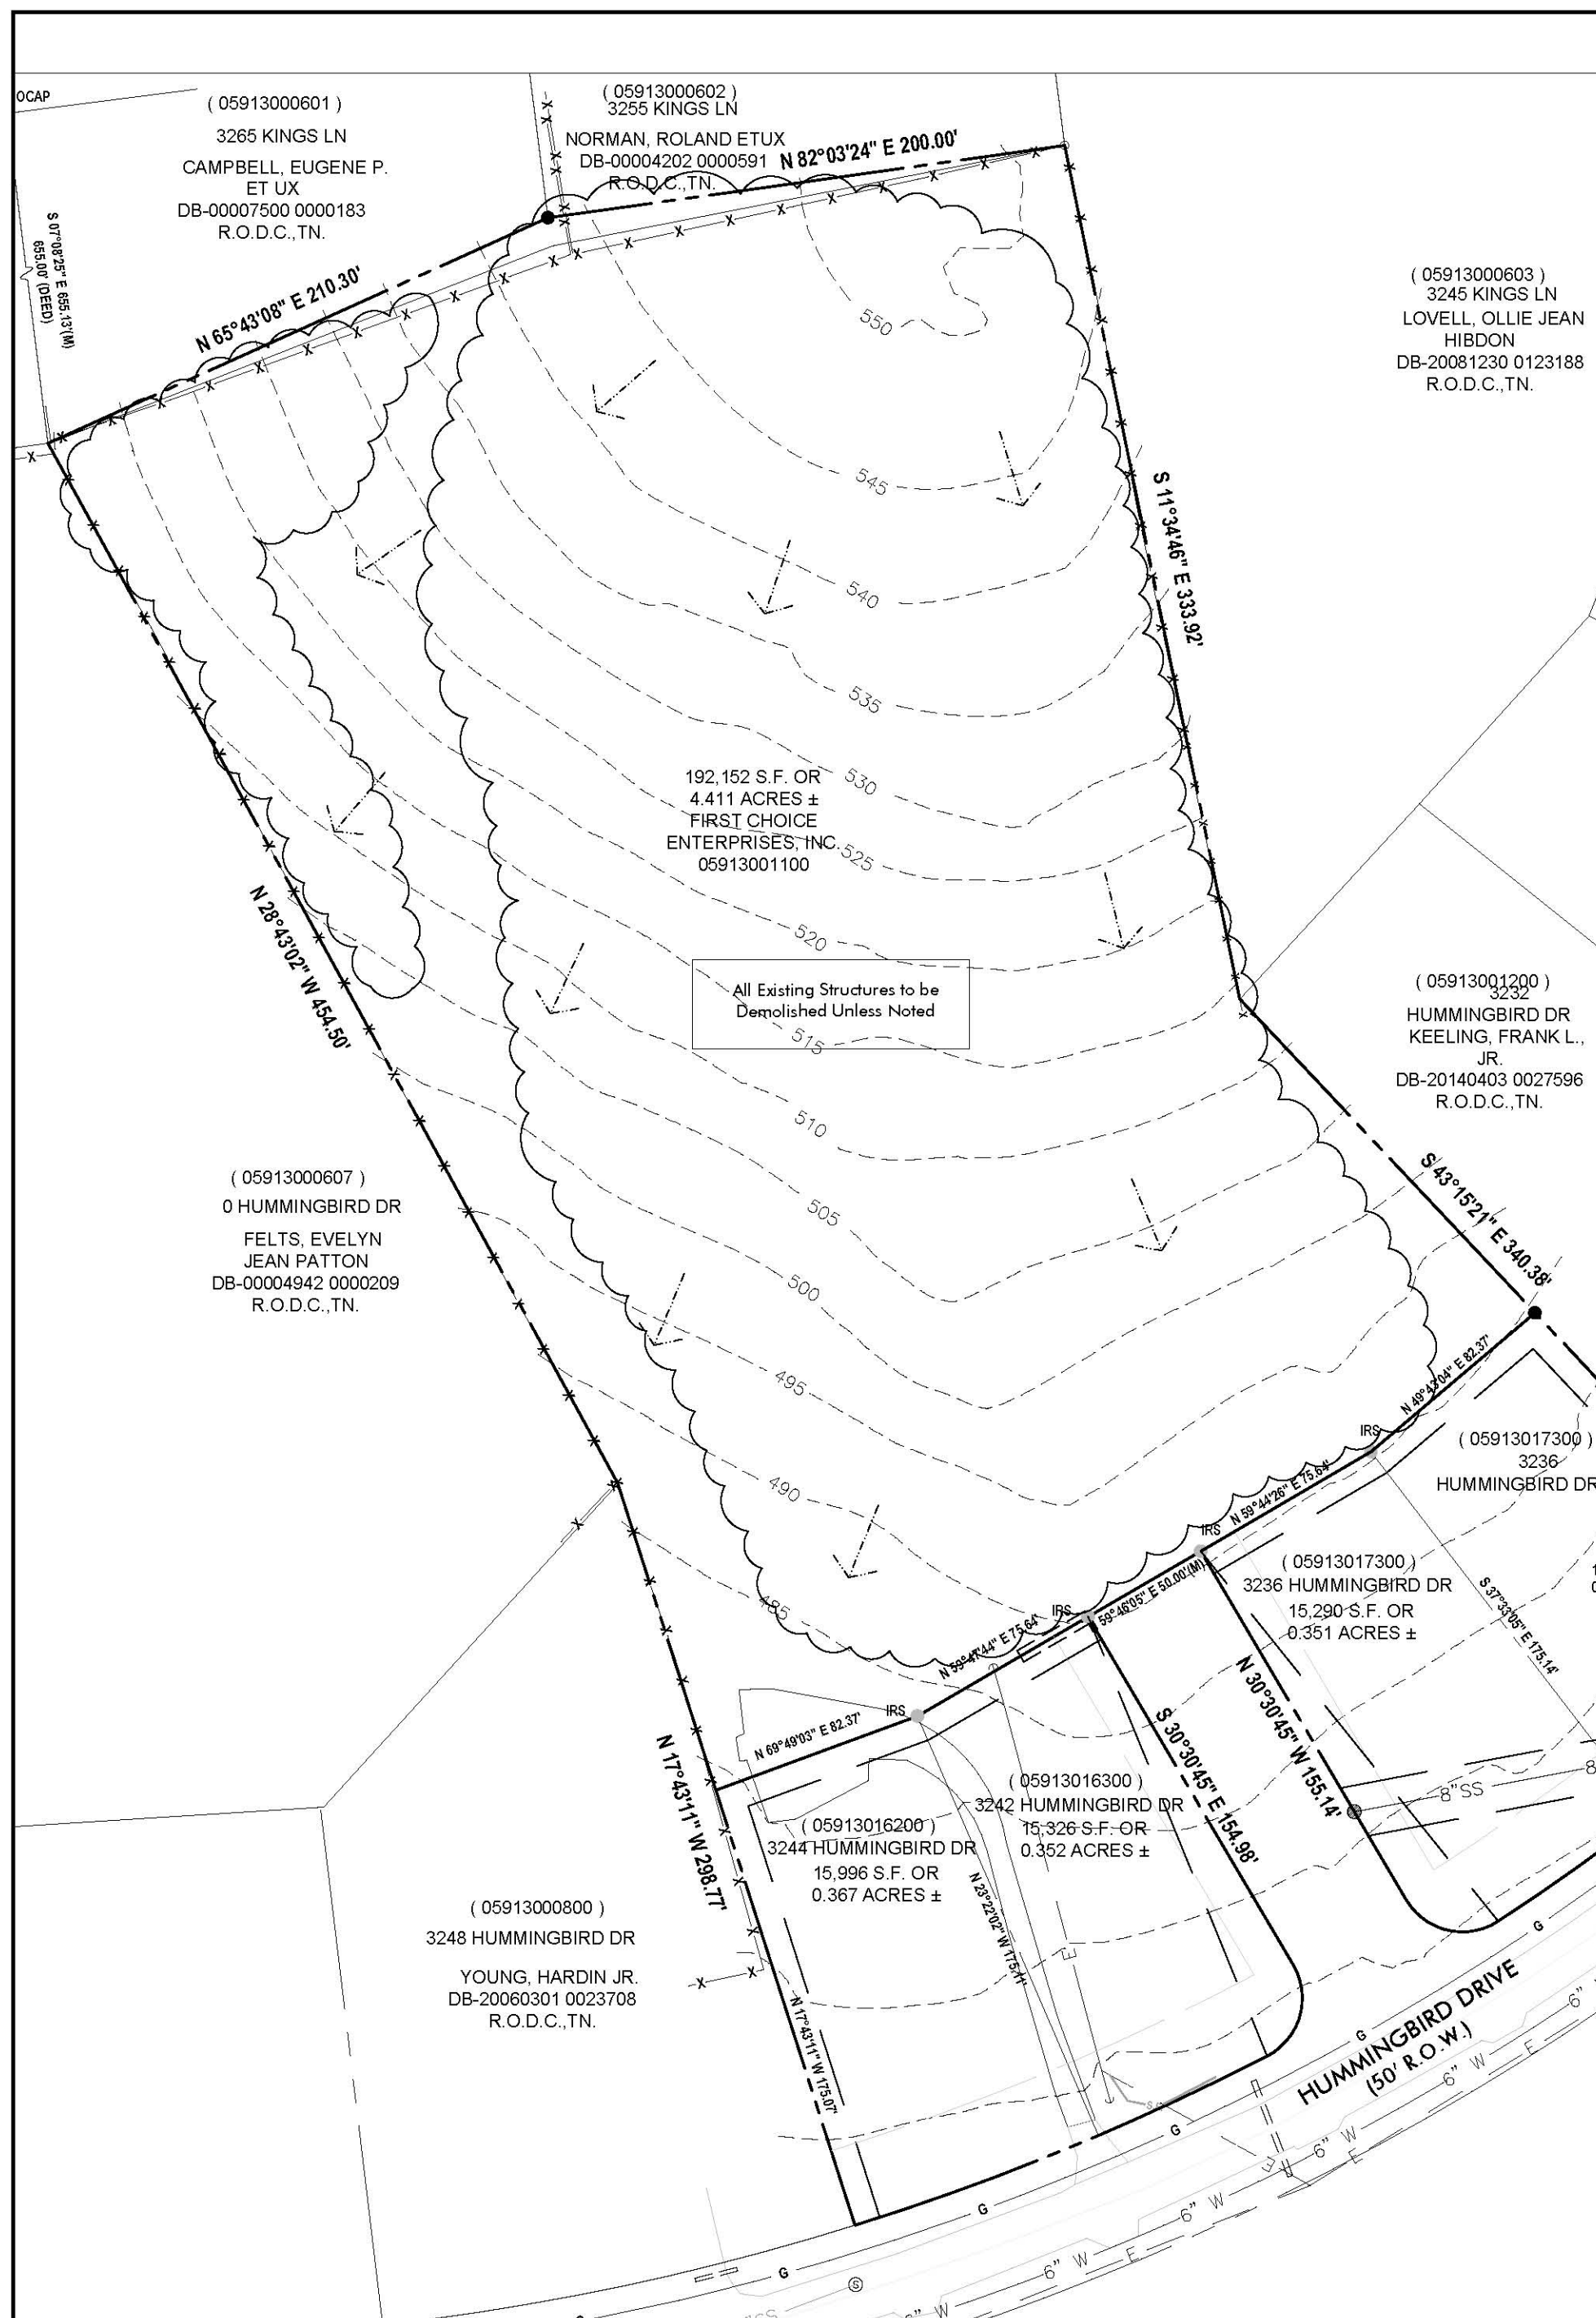 OCAP
( 05913000601 )
3265 KINGS LN
CAMPBELL, EUGENE P.
ET UX
DB-00007500 0000183
R.O.D.C.,TN.
( 05913000602 )
3255 KINGS LN
NORMAN, ROLAND ETUX
DB-00004202 0000591
R.O.D.C.,TN.
N 82°03'24" E 200.00'
S 07°08'25" E 655.13'(M)
655.00' (DEED)
N 65°43'08" E 210.30'
( 05913000603 )
3245 KINGS LN
LOVELL, OLLIE JEAN
HIBDON
DB-20081230 0123188
R.O.D.C.,TN.
550
545
S 11°34'46" E 333.92'
540
535
530
192,152 S.F. OR
4.411 ACRES ±
FIRST CHOICE
ENTERPRISES, INC.
05913001100
525
520
All Existing Structures to be
Demolished Unless Noted
515
N 28°43'02" W 454.50'
( 05913001200 )
3232
HUMMINGBIRD DR
KEELING, FRANK L.,
JR.
DB-20140403 0027596
R.O.D.C.,TN.
510
S 43°15'21" E 340.38'
( 05913000607 )
0 HUMMINGBIRD DR
FELTS, EVELYN
JEAN PATTON
DB-00004942 0000209
R.O.D.C.,TN.
505
500
495
N 49°43'04" E 82.37'
IRS
( 05913017300 )
3236
HUMMINGBIRD DR
490
N 59°44'26" E 75.64'
IRS
( 05913017300 )
3236 HUMMINGBIRD DR
15,290 S.F. OR
0.351 ACRES ±
S 37°33'05" E 175.14'
485
IRS
59°46'05" E 50.00'(M)
N 59°47'44" E 75.64'
IRS
N 69°49'03" E 82.37'
N 30°30'45" W 155.14'
S 30°30'45" E 154.98'
N 17°43'11" W 298.77'
( 05913016300 )
3242 HUMMINGBIRD DR
15,326 S.F. OR
0.352 ACRES ±
8"SS
8
( 05913016200 )
3244 HUMMINGBIRD DR
15,996 S.F. OR
0.367 ACRES ±
N 23°22'02" W 175.11'
( 05913000800 )
3248 HUMMINGBIRD DR
YOUNG, HARDIN JR.
DB-20060301 0023708
R.O.D.C.,TN.
N 17°43'11" W 175.07'
E
G
HUMMINGBIRD DRIVE
(50' R.O.W.)
G
6"
6" W
E
G
6" W
E
E
G
6" W
E
G
6" W
S
W